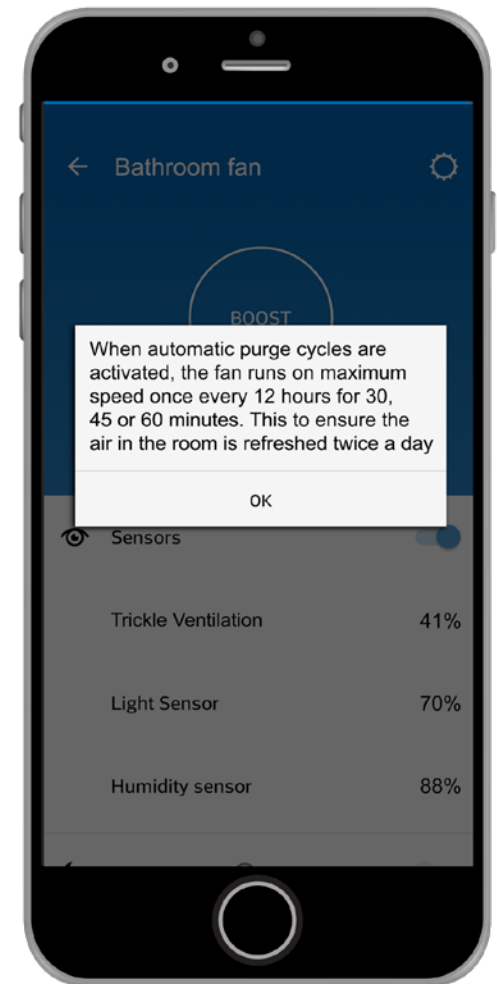 Bathroom fan
BOOST
When automatic purge cycles are
activated, the fan runs on maximum
speed once every 12 hours for 30,
45 or 60 minutes. This to ensure the
air in the room is refreshed twice a day
OK
Sensors
Trickle Ventilation 41%
Light Sensor 70%
Humidity sensor 88%